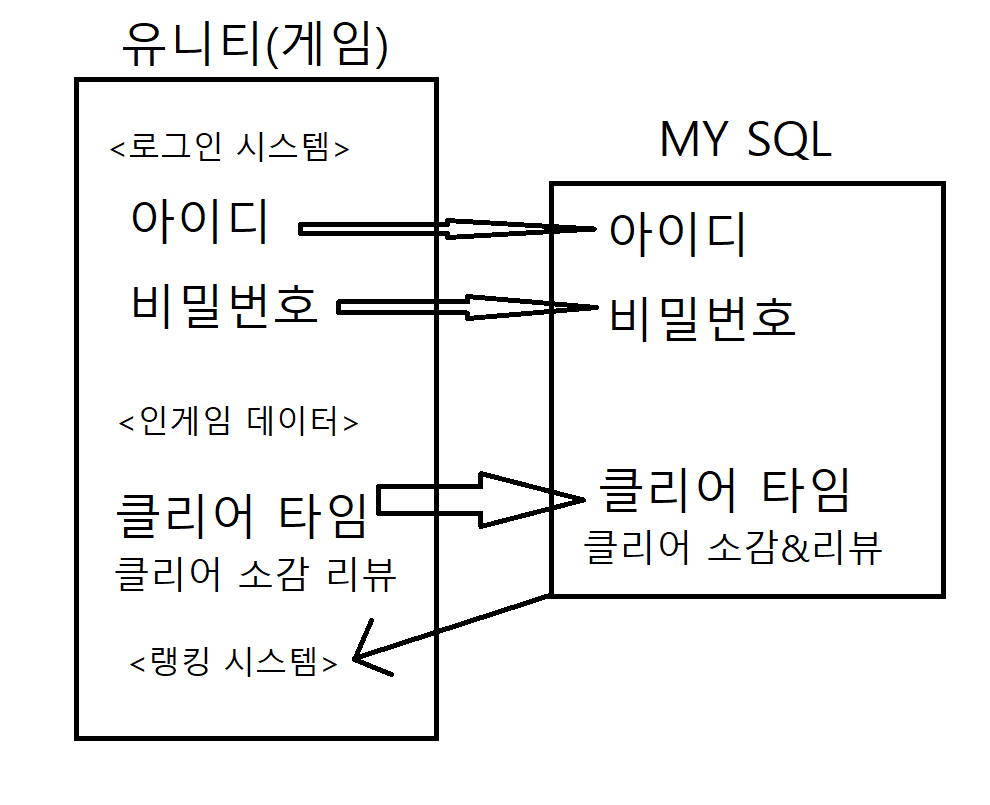 유니티(게임)
<로그인 시스템>
아이디
비밀번호
<인게임 데이터>
클리어 타임
클리어 소감 리뷰
<랭킹 시스템>
MY SQL
아이디
비밀번호
클리어 타임
클리어 소감&리뷰